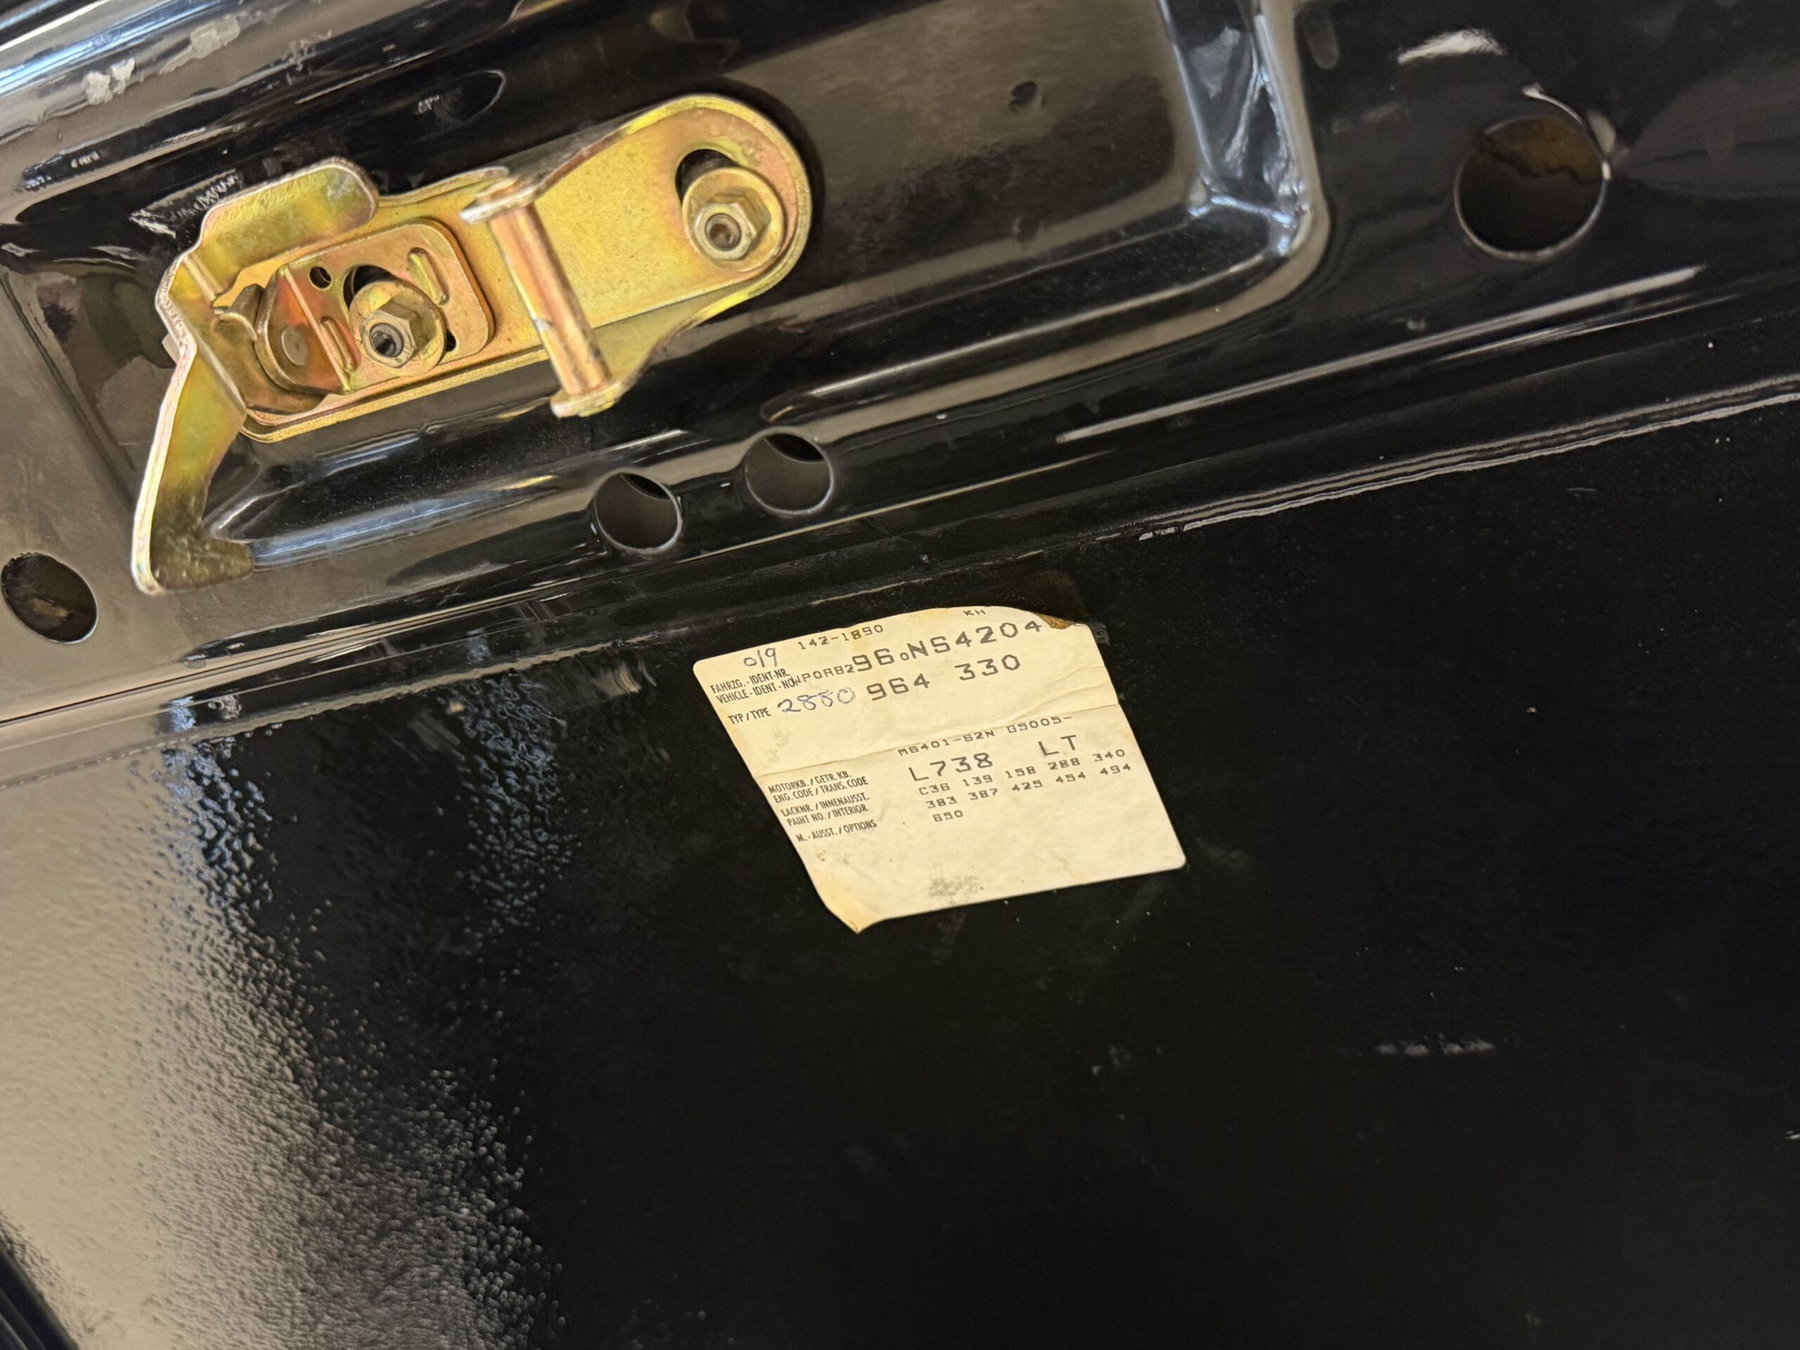 142-1890 KH
019
FAHRZG.-IDENT-NR.
VEHICLE-IDENT-NO. WP0AB296 NS4204
TYP/TYPE 2880 964 330
MOTORKB./GETR.KB. M6401-62N G5005-
ENG.CODE/TRANS.CODE
LACKNR./INNENAUSST. L738 LT
PAINT NO./INTERIOR
M.-AUSST./OPTIONS C36 139 158 288 340
383 387 425 454 494
650